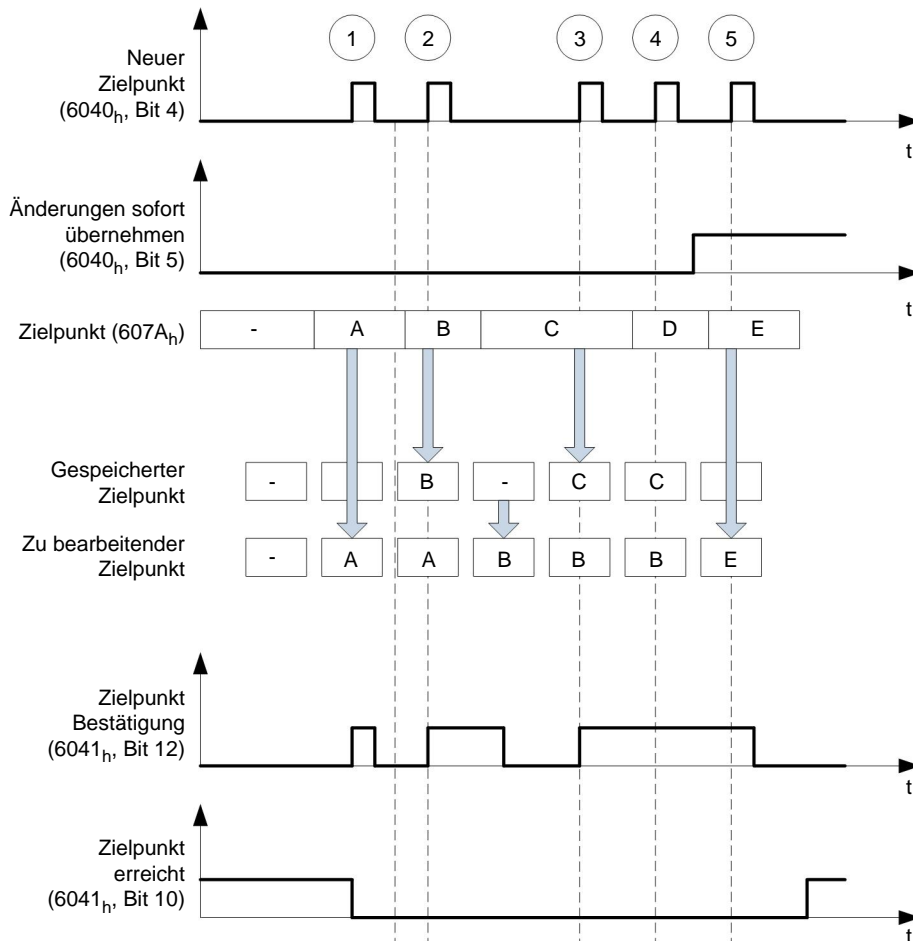 1 2 3 4 5
Neuer
Zielpunkt
(6040h, Bit 4)
t
Änderungen sofort
übernehmen
(6040h, Bit 5)
t
Zielpunkt (607Ah) - A B C D E
Gespeicherter
Zielpunkt
- B - C C
Zu bearbeitender
Zielpunkt
- A A B B B E
Zielpunkt
Bestätigung
(6041h, Bit 12)
t
Zielpunkt
erreicht
(6041h, Bit 10)
t